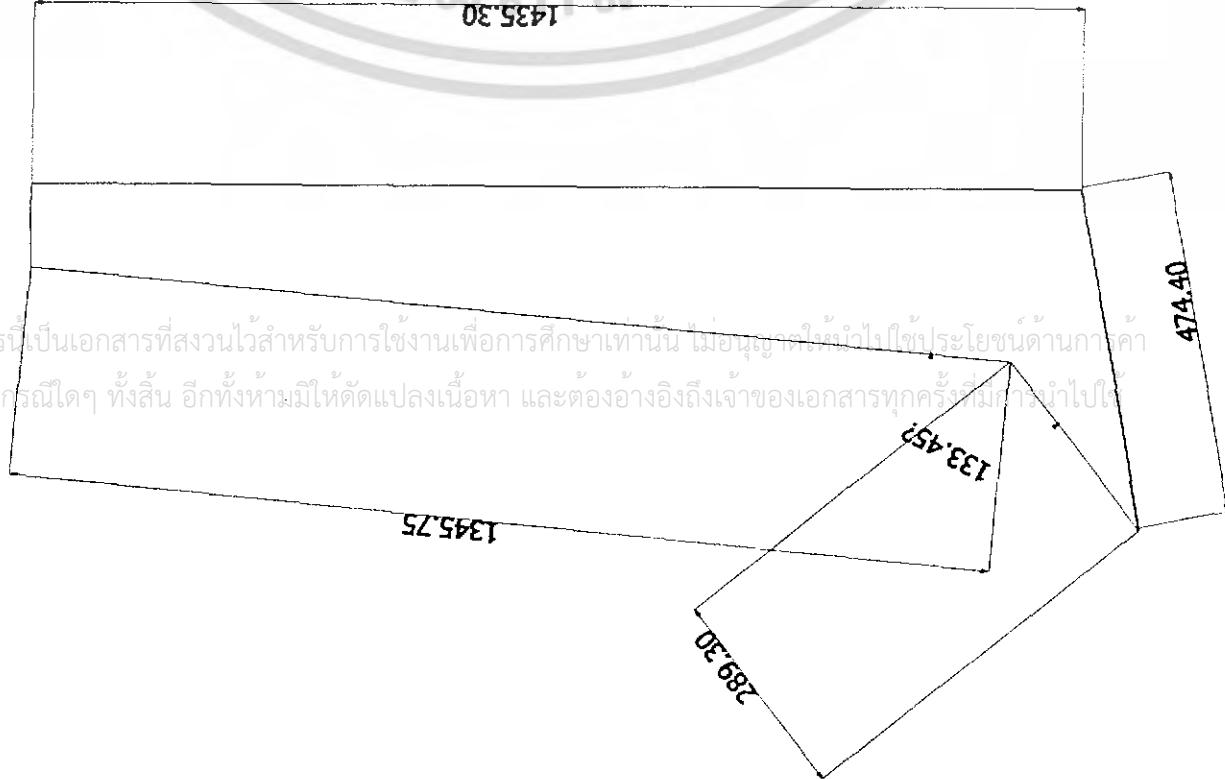 1435.30
474.40
รนี้เป็นเอกสารที่สงวนไว้สำหรับการใช้งานเพื่อการศึกษาเท่านั้น ไม่อนุญาตให้นำไปใช้ประโยชน์ด้านการค้า
กรณีใดๆ ทั้งสิ้น อีกทั้งห้ามมิให้ดัดแปลงเนื้อหา และต้องอ้างอิงถึงเจ้าของเอกสารทุกครั้งที่มีการนำไปใช้
133.45?
1345.75
289.30